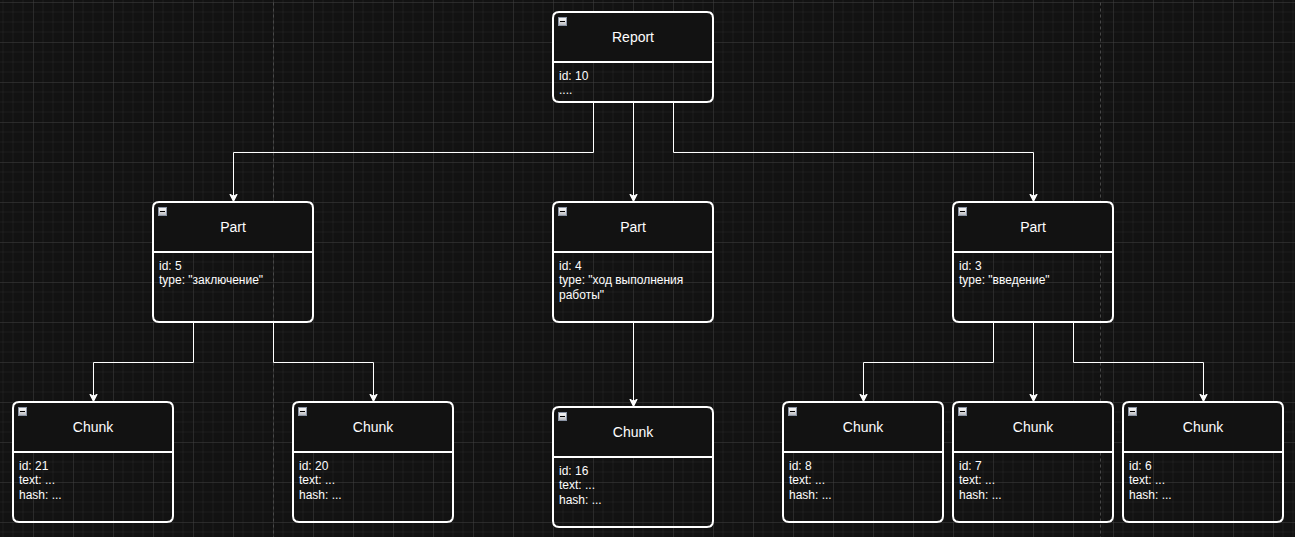 Report
id: 10
....
Part
id: 5
type: "заключение"
Part
id: 4
type: "ход выполнения
работы"
Part
id: 3
type: "введение"
Chunk
id: 21
text: ...
hash: ...
Chunk
id: 20
text: ...
hash: ...
Chunk
id: 16
text: ...
hash: ...
Chunk
id: 8
text: ...
hash: ...
Chunk
id: 7
text: ...
hash: ...
Chunk
id: 6
text: ...
hash: ...